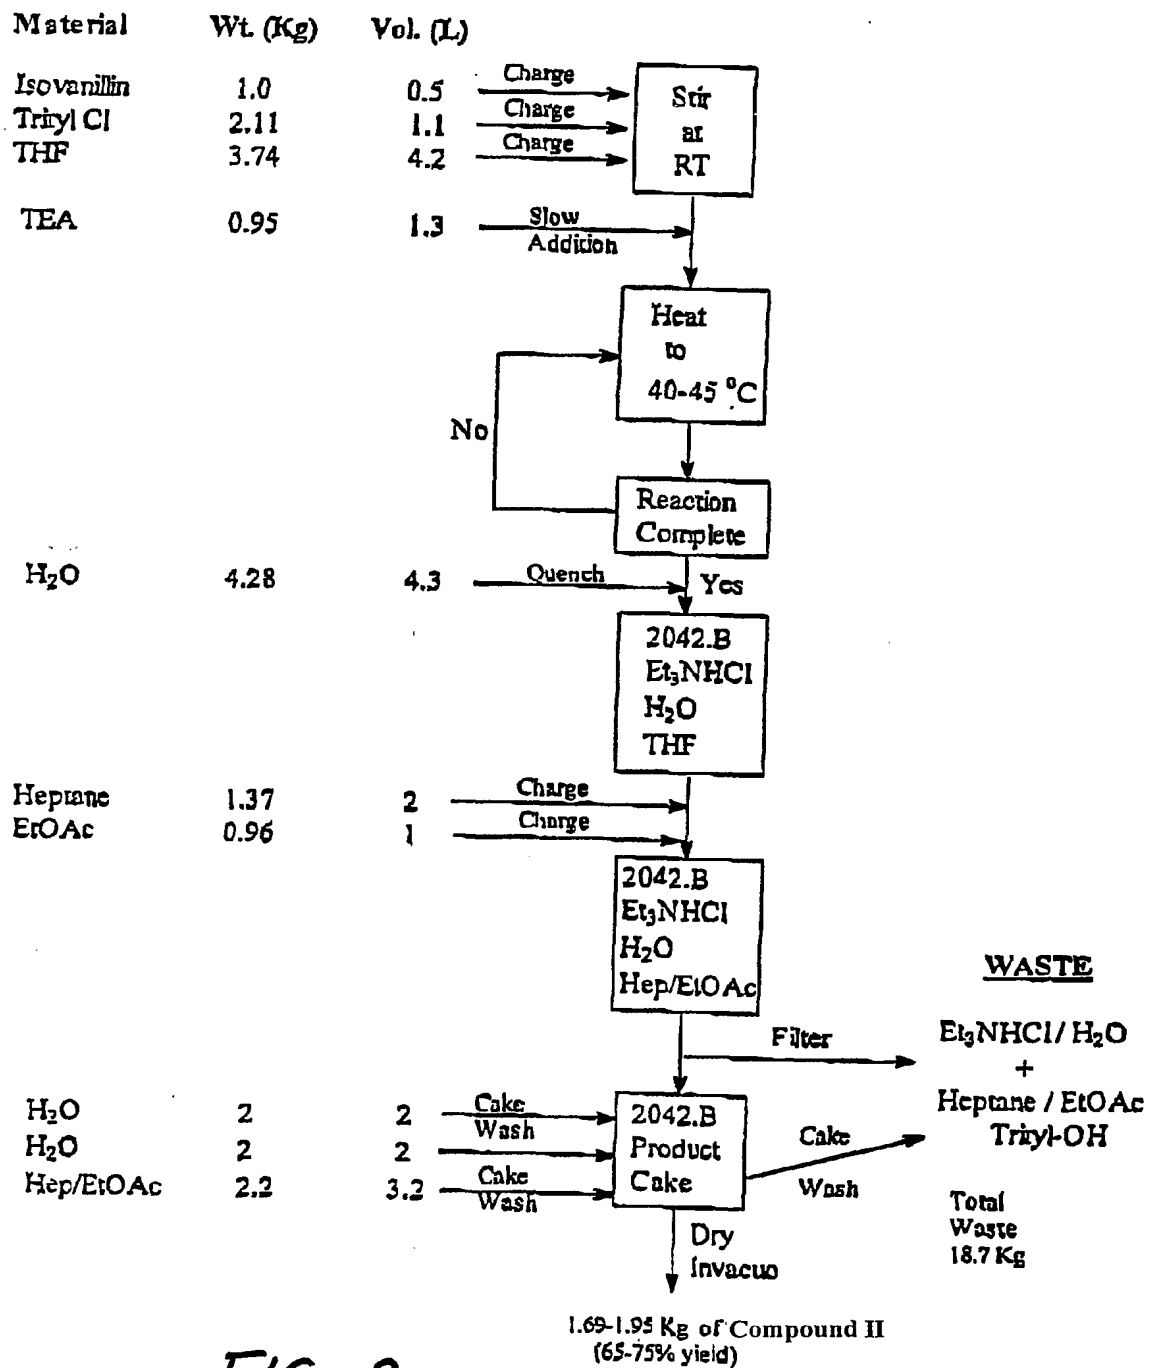 Material Wt. (Kg) Vol. (L)
Isovanillin 1.0 0.5 Charge
Trityl Cl 2.11 1.1 Charge
THF 3.74 4.2 Charge
Stir
at
RT
TEA 0.95 1.3 Slow
Addition
Heat
to
40-45 °C
No
Reaction
Complete
H₂O 4.28 4.3 Quench Yes
2042.B
Et₃NHCl
H₂O
THF
Heptane 1.37 2 Charge
EtOAc 0.96 1 Charge
2042.B
Et₃NHCl
H₂O
Hep/EtOAc
WASTE
Filter
Et₃NHCl / H₂O
+
Heptane / EtOAc
Trityl-OH
H₂O 2 2 Cake
Wash
H₂O 2 2
Hep/EtOAc 2.2 3.2 Cake
Wash
2042.B
Product
Cake
Cake
Wash
Total
Waste
18.7 Kg
Dry
Invacuo
1.69-1.95 Kg of Compound II
(65-75% yield)